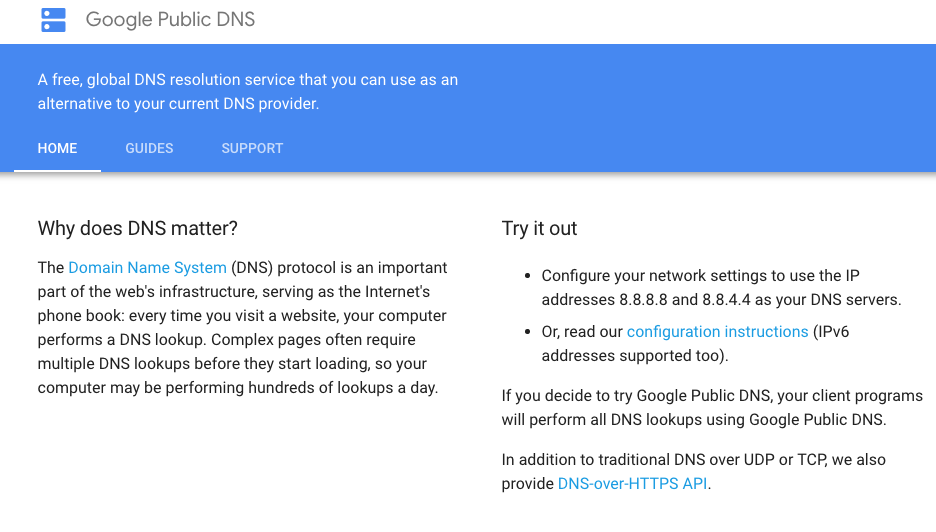 Google Public DNS
A free, global DNS resolution service that you can use as an
alternative to your current DNS provider.
HOME GUIDES SUPPORT
Why does DNS matter?
The Domain Name System (DNS) protocol is an important
part of the web's infrastructure, serving as the Internet's
phone book: every time you visit a website, your computer
performs a DNS lookup. Complex pages often require
multiple DNS lookups before they start loading, so your
computer may be performing hundreds of lookups a day.
Try it out
• Configure your network settings to use the IP
addresses 8.8.8.8 and 8.8.4.4 as your DNS servers.
• Or, read our configuration instructions (IPv6
addresses supported too).
If you decide to try Google Public DNS, your client programs
will perform all DNS lookups using Google Public DNS.
In addition to traditional DNS over UDP or TCP, we also
provide DNS-over-HTTPS API.